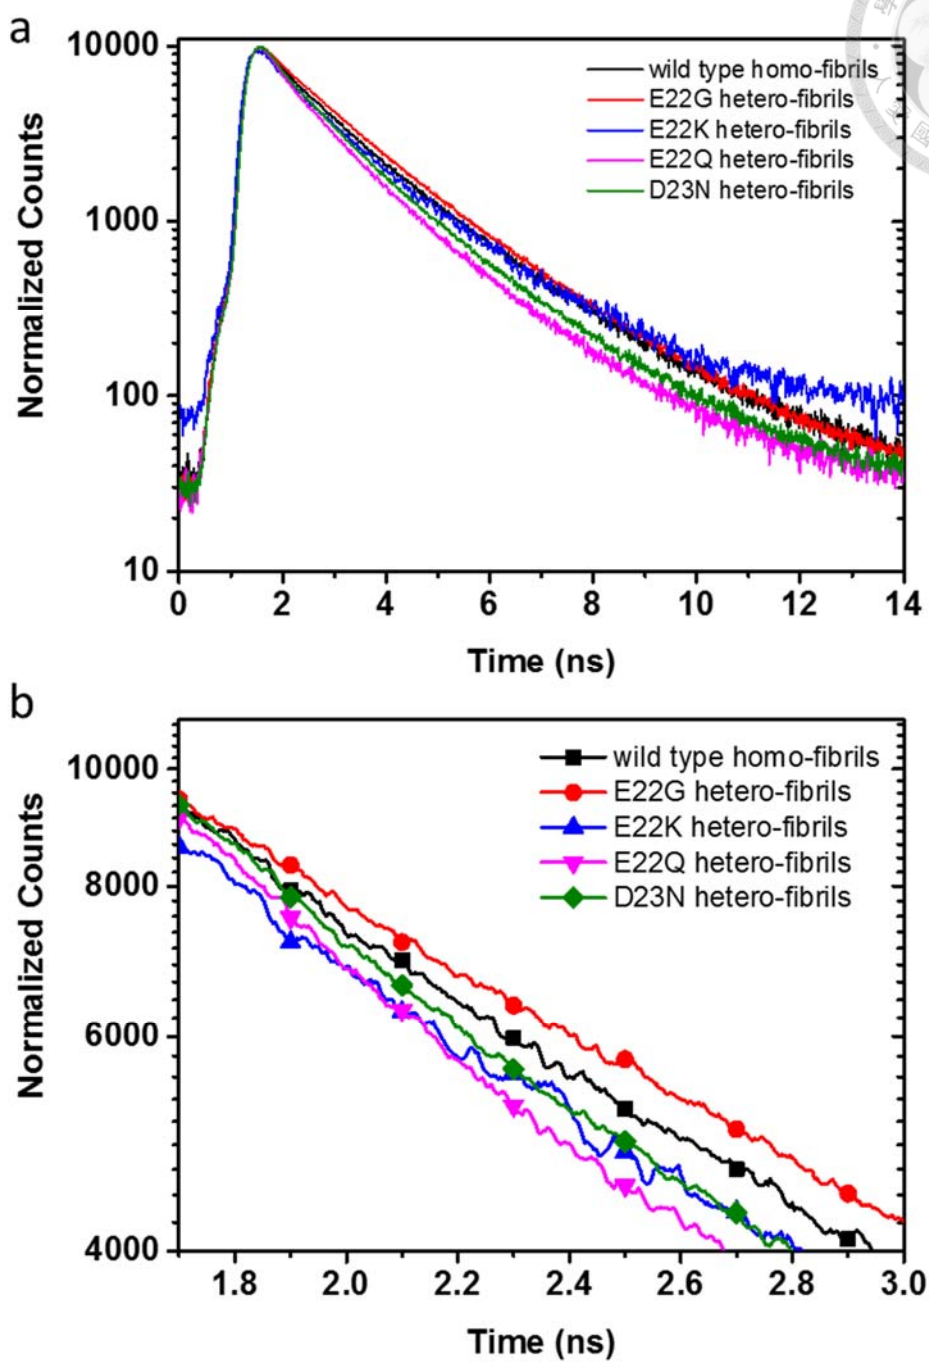 a
10000
1000
100
10
Normalized Counts
wild type homo-fibrils
E22G hetero-fibrils
E22K hetero-fibrils
E22Q hetero-fibrils
D23N hetero-fibrils
0 2 4 6 8 10 12 14
Time (ns)
b
10000
8000
6000
4000
Normalized Counts
wild type homo-fibrils
E22G hetero-fibrils
E22K hetero-fibrils
E22Q hetero-fibrils
D23N hetero-fibrils
1.8 2.0 2.2 2.4 2.6 2.8 3.0
Time (ns)